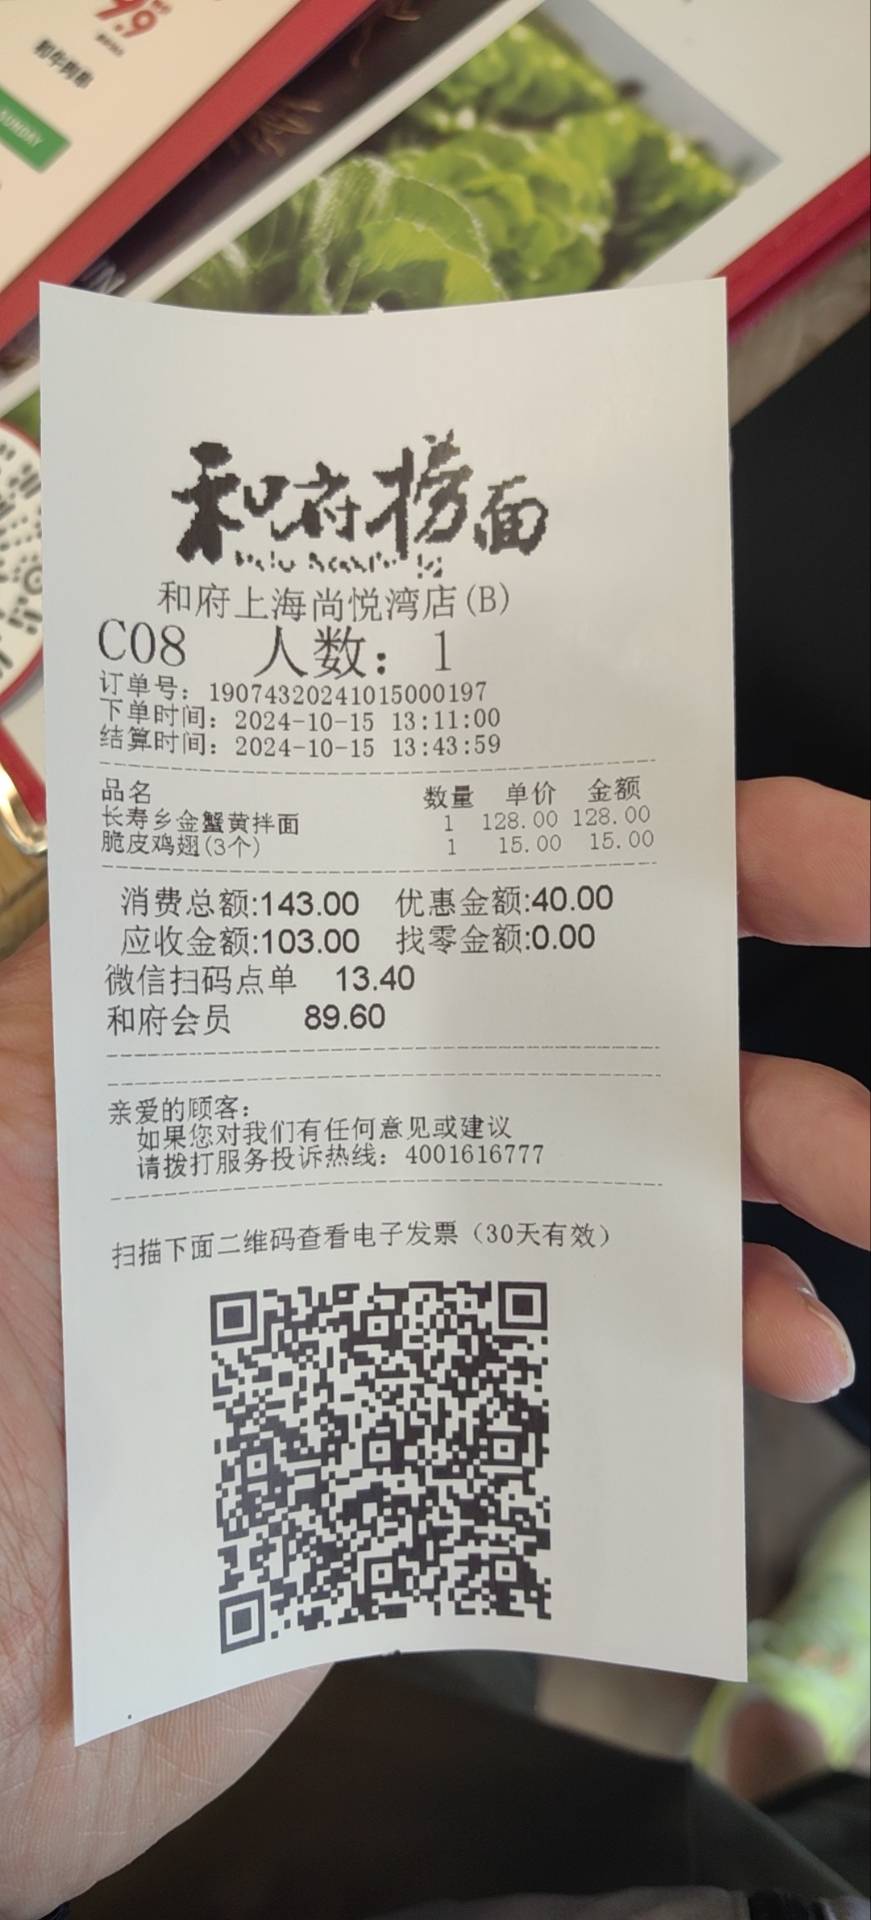 9.9
SUNDAY
IN
和府捞面
和府上海尚悦湾店(B)
C08 人数: 1
订单号: 19074320241015000197
下单时间: 2024-10-15 13:11:00
结算时间: 2024-10-15 13:43:59
品名 数量 单价 金额
长寿乡金蟹黄拌面 1 128.00 128.00
脆皮鸡翅(3个) 1 15.00 15.00
消费总额:143.00 优惠金额:40.00
应收金额:103.00 找零金额:0.00
微信扫码点单 13.40
和府会员 89.60
亲爱的顾客:
如果您对我们有任何意见或建议
请拨打服务投诉热线: 4001616777
扫描下面二维码查看电子发票（30天有效）